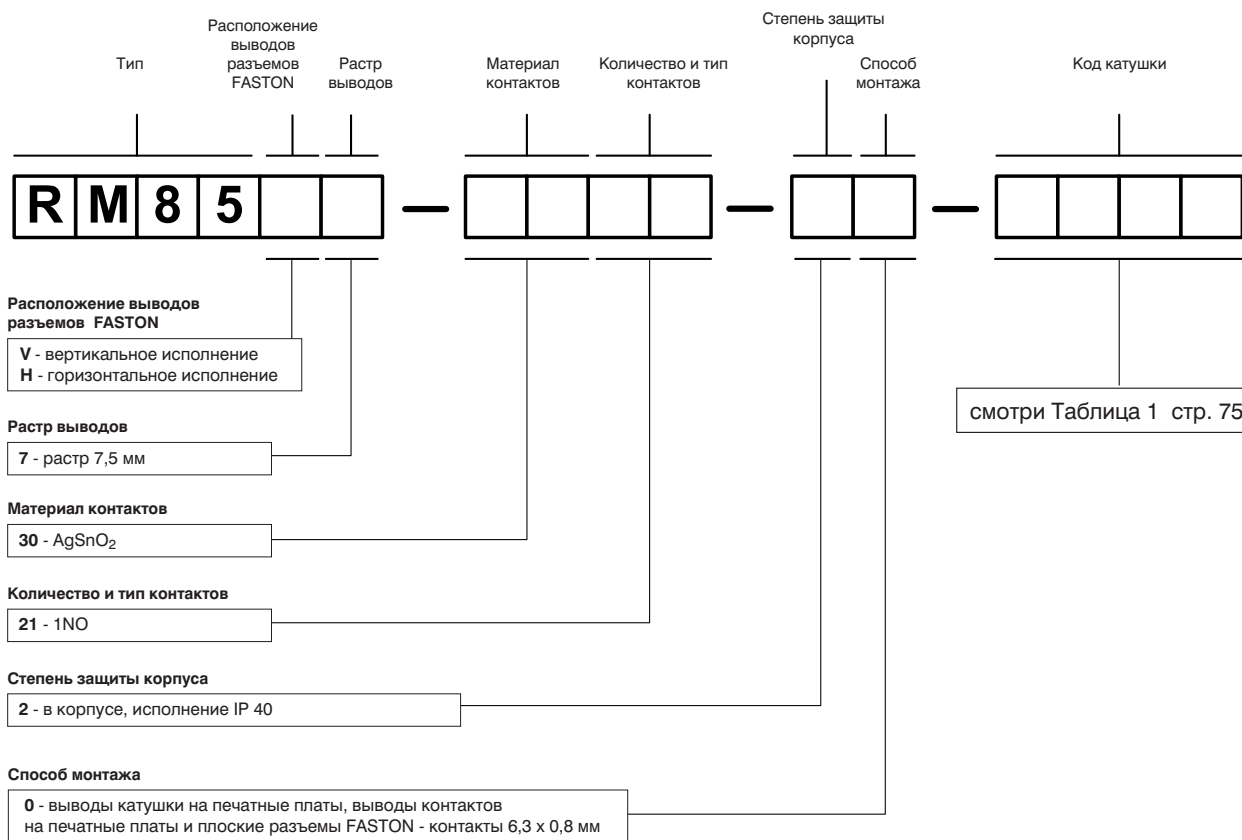 Тип
Расположение
выводов
разъемов
FASTON
Растр
выводов
Материал
контактов
Количество и тип
контактов
Степень защиты
корпуса
Способ
монтажа
Код катушки
RM85 — — —
Расположение выводов
разъемов FASTON
V - вертикальное исполнение
H - горизонтальное исполнение
смотри Таблица 1 стр. 75
Растр выводов
7 - растр 7,5 мм
Материал контактов
30 - AgSnO₂
Количество и тип контактов
21 - 1NO
Степень защиты корпуса
2 - в корпусе, исполнение IP 40
Способ монтажа
0 - выводы катушки на печатные платы, выводы контактов
на печатные платы и плоские разъемы FASTON - контакты 6,3 x 0,8 мм